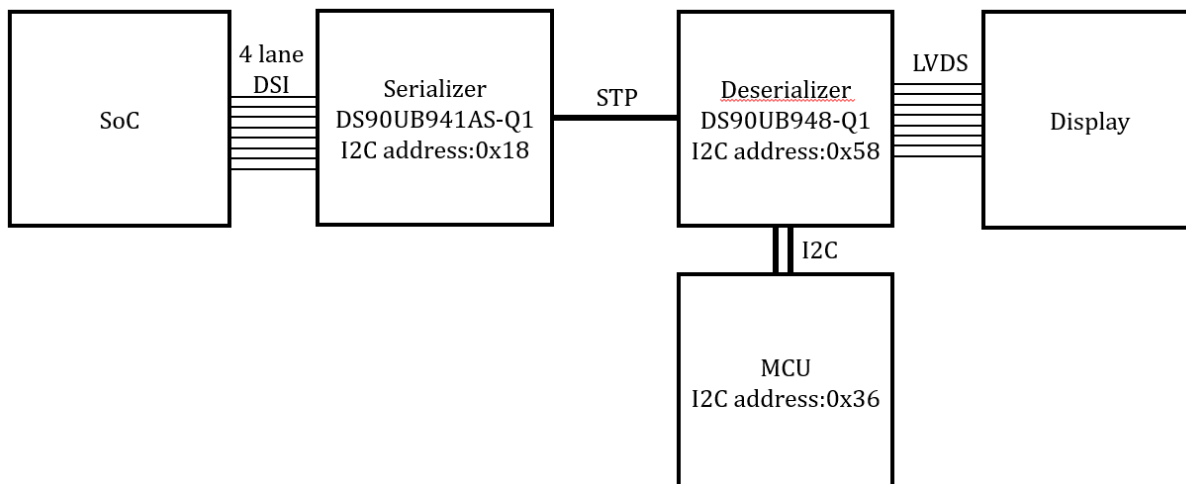 SoC
4 lane
DSI
Serializer
DS90UB941AS-Q1
I2C address:0x18
STP
Deserializer
DS90UB948-Q1
I2C address:0x58
LVDS
Display
I2C
MCU
I2C address:0x36